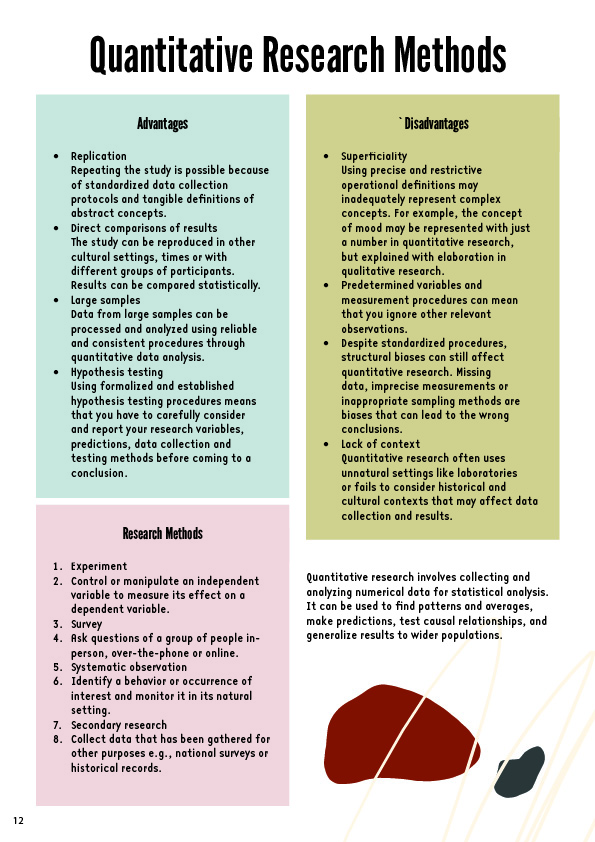 Quantitative Research Methods
Advantages
• Replication
Repeating the study is possible because
of standardized data collection
protocols and tangible definitions of
abstract concepts.
• Direct comparisons of results
The study can be reproduced in other
cultural settings, times or with
different groups of participants.
Results can be compared statistically.
• Large samples
Data from large samples can be
processed and analyzed using reliable
and consistent procedures through
quantitative data analysis.
• Hypothesis testing
Using formalized and established
hypothesis testing procedures means
that you have to carefully consider
and report your research variables,
predictions, data collection and
testing methods before coming to a
conclusion.
Research Methods
1. Experiment
2. Control or manipulate an independent
variable to measure its effect on a
dependent variable.
3. Survey
4. Ask questions of a group of people in-
person, over-the-phone or online.
5. Systematic observation
6. Identify a behavior or occurrence of
interest and monitor it in its natural
setting.
7. Secondary research
8. Collect data that has been gathered for
other purposes e.g., national surveys or
historical records.
` Disadvantages
• Superficiality
Using precise and restrictive
operational definitions may
inadequately represent complex
concepts. For example, the concept
of mood may be represented with just
a number in quantitative research,
but explained with elaboration in
qualitative research.
• Predetermined variables and
measurement procedures can mean
that you ignore other relevant
observations.
• Despite standardized procedures,
structural biases can still affect
quantitative research. Missing
data, imprecise measurements or
inappropriate sampling methods are
biases that can lead to the wrong
conclusions.
• Lack of context
Quantitative research often uses
unnatural settings like laboratories
or fails to consider historical and
cultural contexts that may affect data
collection and results.
Quantitative research involves collecting and
analyzing numerical data for statistical analysis.
It can be used to find patterns and averages,
make predictions, test causal relationships, and
generalize results to wider populations.
12